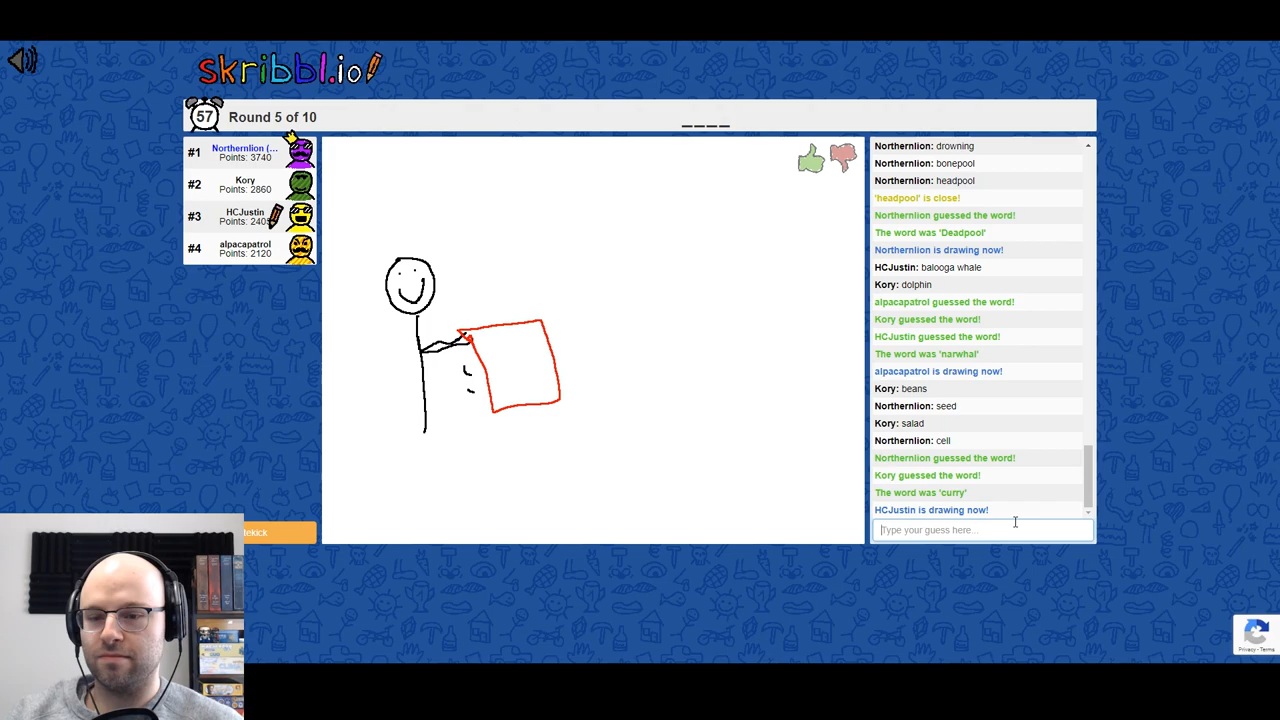 skribbl.io
57
Round 5 of 10
_ _ _ _
#1
Northernlion (...
Points: 3740
#2
Kory
Points: 2860
#3
HCJustin
Points: 240
#4
alpacapatrol
Points: 2120
Northernlion: drowning
Northernlion: bonepool
Northernlion: headpool
'headpool' is close!
Northernlion guessed the word!
The word was 'Deadpool'
Northernlion is drawing now!
HCJustin: balooga whale
Kory: dolphin
alpacapatrol guessed the word!
Kory guessed the word!
HCJustin guessed the word!
The word was 'narwhal'
alpacapatrol is drawing now!
Kory: beans
Northernlion: seed
Kory: salad
Northernlion: cell
Northernlion guessed the word!
Kory guessed the word!
The word was 'curry'
HCJustin is drawing now!
Type your guess here...
Privacy - Terms